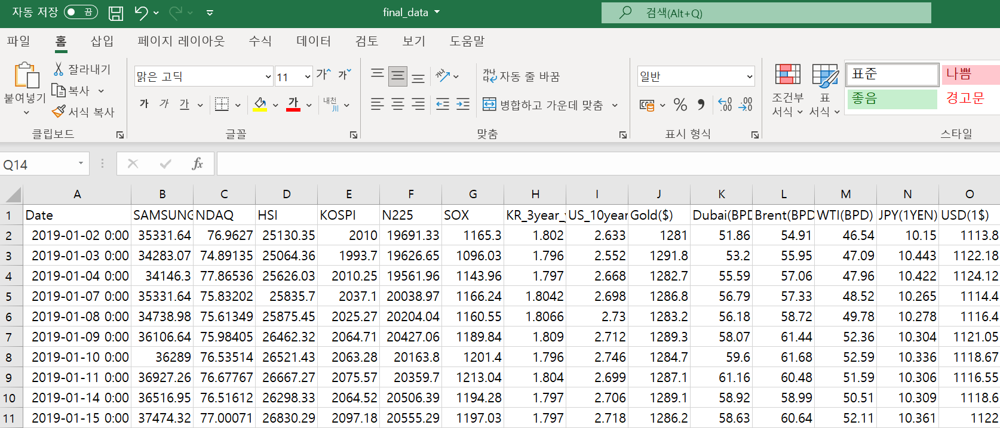 자동 저장 끔 final_data 검색(Alt+Q)
파일 홈 삽입 페이지 레이아웃 수식 데이터 검토 보기 도움말
붙여넣기 잘라내기 복사 서식 복사 클립보드
맑은 고딕 11 가 가
가 가 가 가 내천 川 글꼴
가나 다 자동 줄 바꿈
병합하고 가운데 맞춤 맞춤
일반
% 표시 형식
조건부 서식 표 서식
표준 나쁨
좋음 경고문
스타일
Q14 fx
A B C D E F G H I J K L M N O
1 Date SAMSUNG NDAQ HSI KOSPI N225 SOX KR_3year_ US_10year Gold($) Dubai(BPD Brent(BPD WTI(BPD) JPY(1YEN) USD(1$)
2 2019-01-02 0:00 35331.64 76.9627 25130.35 2010 19691.33 1165.3 1.802 2.633 1281 51.86 54.91 46.54 10.15 1113.8
3 2019-01-03 0:00 34283.07 74.89135 25064.36 1993.7 19626.65 1096.03 1.796 2.552 1291.8 53.2 55.95 47.09 10.443 1122.18
4 2019-01-04 0:00 34146.3 77.86536 25626.03 2010.25 19561.96 1143.96 1.797 2.668 1282.7 55.59 57.06 47.96 10.422 1124.12
5 2019-01-07 0:00 35331.64 75.83202 25835.7 2037.1 20038.97 1166.24 1.8042 2.698 1286.8 56.79 57.33 48.52 10.265 1114.4
6 2019-01-08 0:00 34738.98 75.61349 25875.45 2025.27 20204.04 1160.55 1.8066 2.73 1283.2 56.18 58.72 49.78 10.278 1116.4
7 2019-01-09 0:00 36106.64 75.98405 26462.32 2064.71 20427.06 1189.84 1.809 2.712 1289.3 58.07 61.44 52.36 10.304 1121.05
8 2019-01-10 0:00 36289 76.53514 26521.43 2063.28 20163.8 1201.4 1.796 2.746 1284.7 59.6 61.68 52.59 10.336 1118.67
9 2019-01-11 0:00 36927.26 76.67767 26667.27 2075.57 20359.7 1213.04 1.804 2.699 1287.1 61.16 60.48 51.59 10.306 1116.55
10 2019-01-14 0:00 36516.95 76.51612 26298.33 2064.52 20506.39 1194.28 1.797 2.706 1289.1 58.92 58.99 50.51 10.309 1118.6
11 2019-01-15 0:00 37474.32 77.00071 26830.29 2097.18 20555.29 1197.03 1.797 2.718 1286.2 58.63 60.64 52.11 10.361 1122